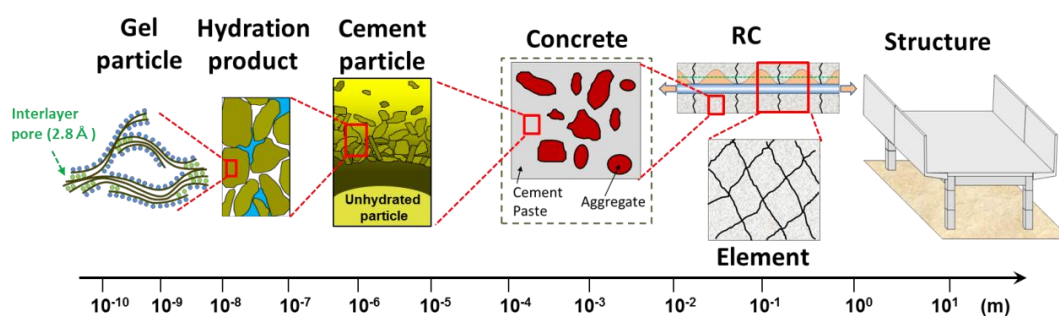 Gel
particle
Hydration
product
Cement
particle
Concrete
RC
Structure
Interlayer
pore (2.8 Å)
Unhydrated
particle
Cement
Paste
Aggregate
Element
10⁻¹⁰ 10⁻⁹ 10⁻⁸ 10⁻⁷ 10⁻⁶ 10⁻⁵ 10⁻⁴ 10⁻³ 10⁻² 10⁻¹ 10⁰ 10¹ (m)